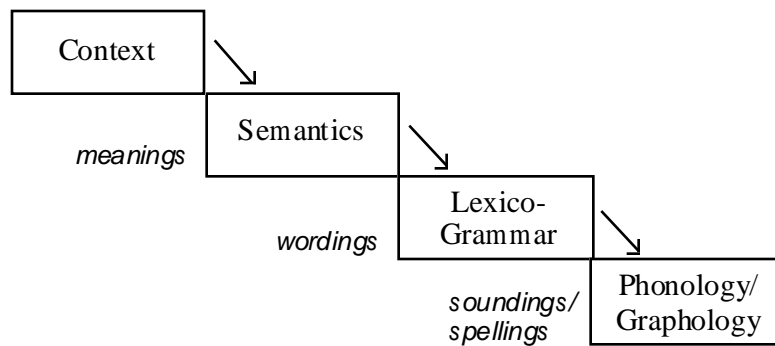 Context
Semantics
meanings
Lexico-
Grammar
wordings
Phonology/
Graphology
soundings/
spellings